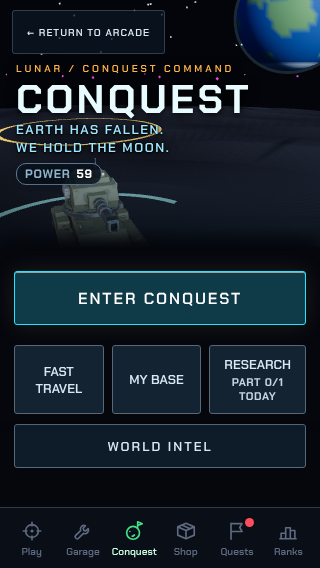 ← RETURN TO ARCADE
LUNAR / CONQUEST COMMAND
CONQUEST
EARTH HAS FALLEN.
WE HOLD THE MOON.
POWER 59
ENTER CONQUEST
FAST
TRAVEL
MY BASE
RESEARCH
PART 0/1
TODAY
WORLD INTEL
Play
Garage
Conquest
Shop
Quests
Ranks